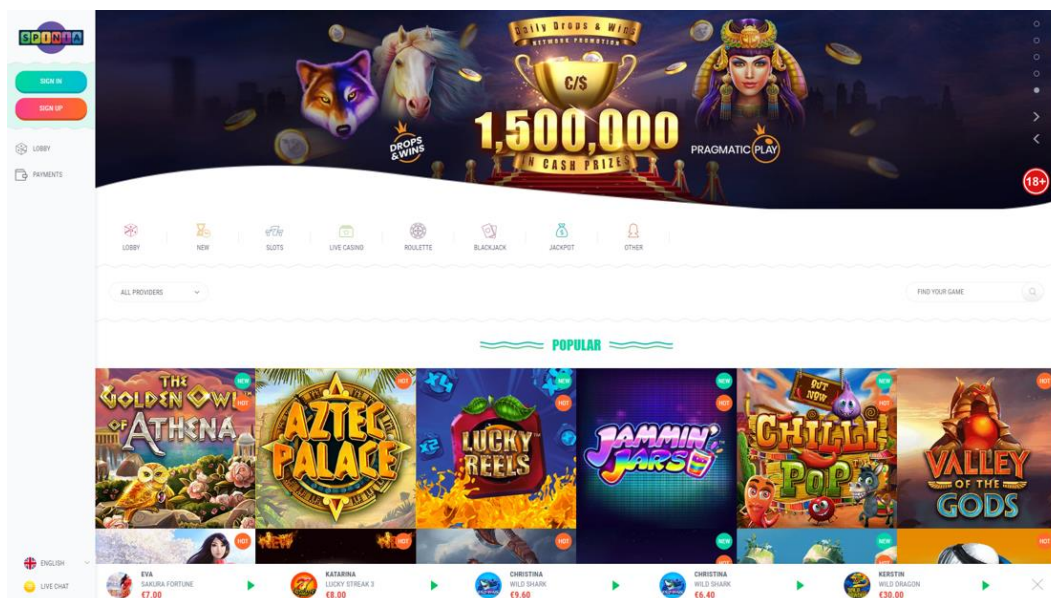 SPINIA
SIGN IN
SIGN UP
LOBBY
PAYMENTS
ENGLISH
LIVE CHAT
Daily Drops & Wins
NETWORK PROMOTION
€/$
1,500,000
IN CASH PRIZES
DROPS
& WINS
PRAGMATIC PLAY
18+
LOBBY
NEW
SLOTS
LIVE CASINO
ROULETTE
BLACKJACK
JACKPOT
OTHER
ALL PROVIDERS
FIND YOUR GAME
POPULAR
THE
GOLDEN OWL
OF ATHENA
NEW
HOT
AZTEC
PALACE
HOT
X4
X2
LUCKY
REELS™
NEW
HOT
JAMMIN'
JARS
NEW
HOT
OUT
NOW
CHILLI
POP
NEW
HOT
VALLEY
OF THE
GODS
HOT
HOT
NEW
NEW
HOT
HOT
NEW
NEW
HOT
EVA
SAKURA FORTUNE
€7.00
KATARINA
LUCKY STREAK 3
€8.00
CHRISTINA
WILD SHARK
€9.60
CHRISTINA
WILD SHARK
€6.40
KERSTIN
WILD DRAGON
€30.00